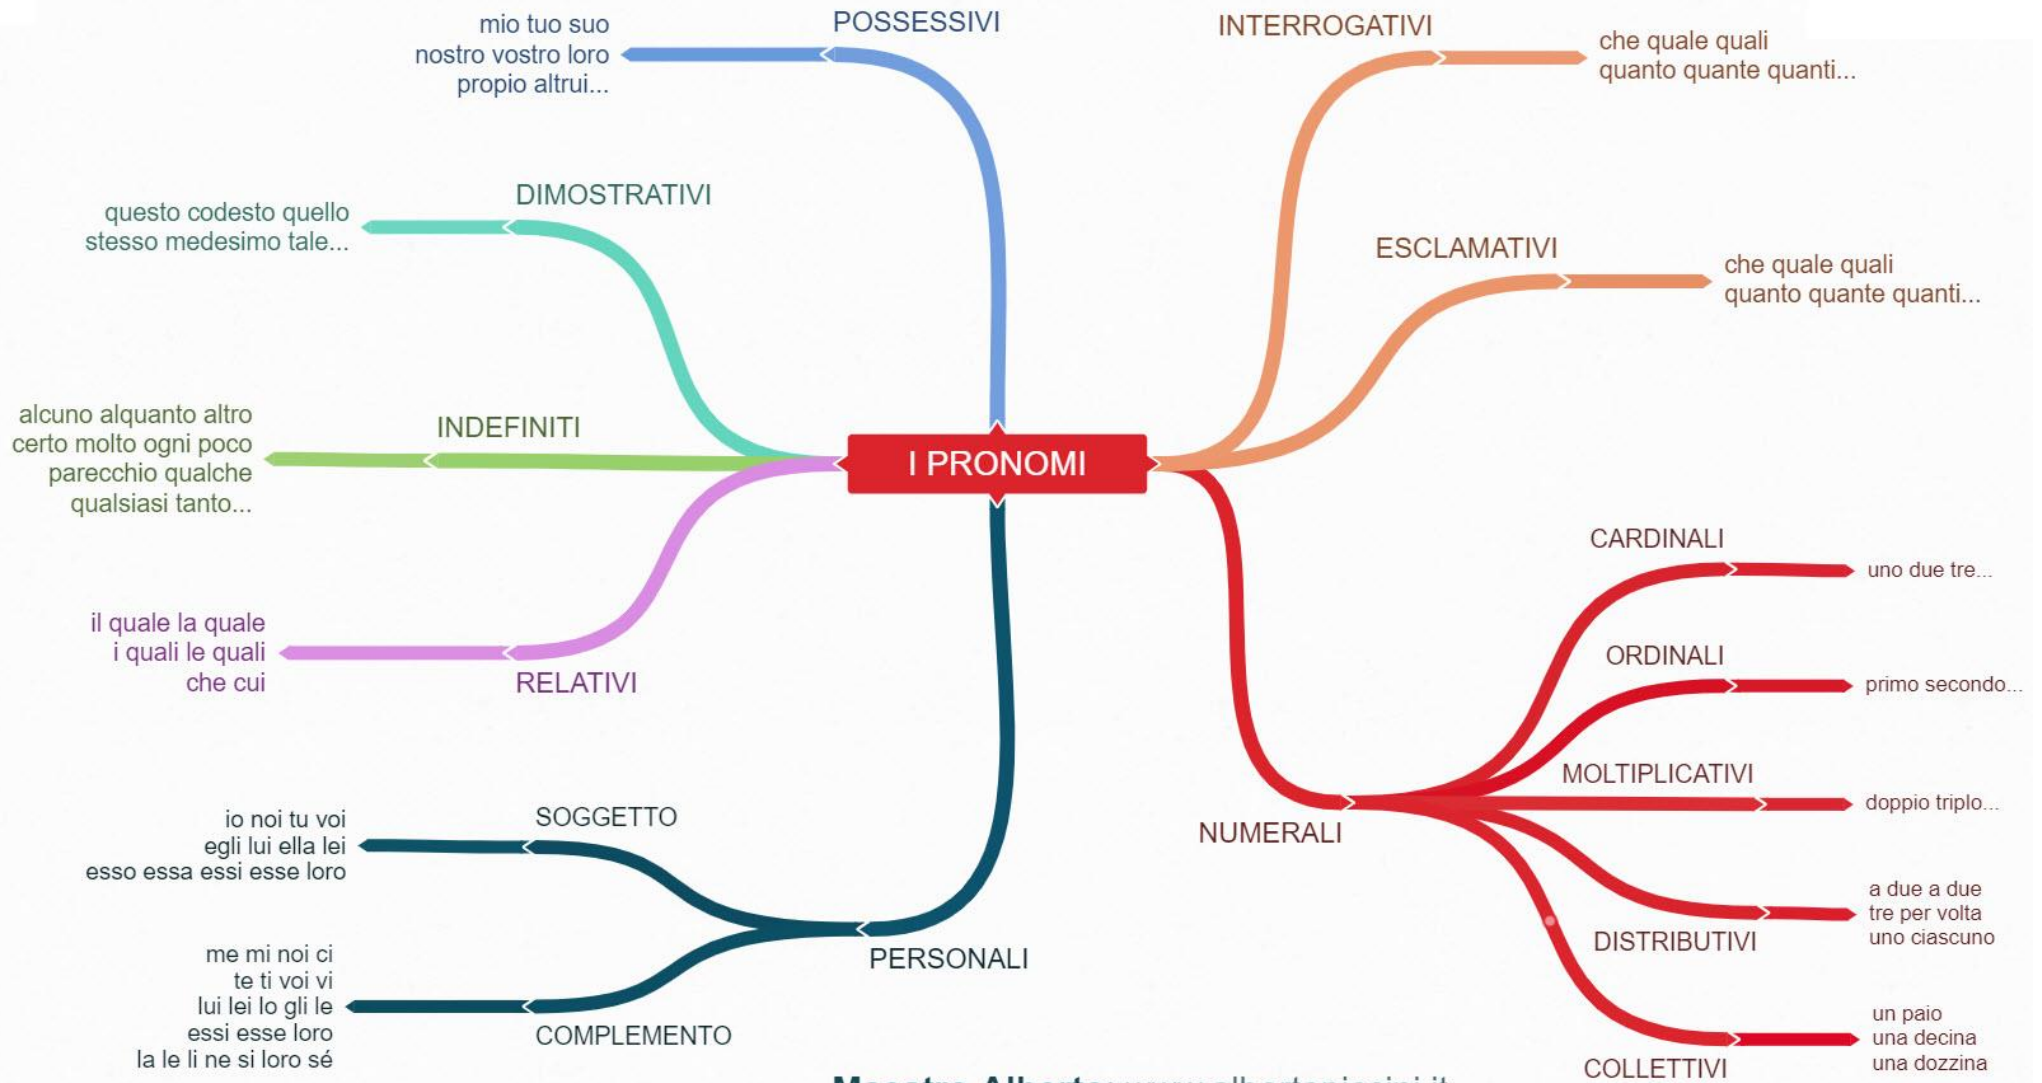 POSSESSIVI
mio tuo suo
nostro vostro loro
propio altrui...
DIMOSTRATIVI
questo codesto quello
stesso medesimo tale...
INDEFINITI
alcuno alquanto altro
certo molto ogni poco
parecchio qualche
qualsiasi tanto...
RELATIVI
il quale la quale
i quali le quali
che cui
I PRONOMI
INTERROGATIVI
che quale quali
quanto quante quanti...
ESCLAMATIVI
che quale quali
quanto quante quanti...
NUMERALI
CARDINALI
uno due tre...
ORDINALI
primo secondo...
MOLTIPLICATIVI
doppio triplo...
DISTRIBUTIVI
a due a due
tre per volta
uno ciascuno
COLLETTIVI
un paio
una decina
una dozzina
PERSONALI
SOGGETTO
io noi tu voi
egli lui ella lei
esso essa essi esse loro
COMPLEMENTO
me mi noi ci
te ti voi vi
lui lei lo gli le
essi esse loro
la le li ne si loro sé
Maestro Alberto: